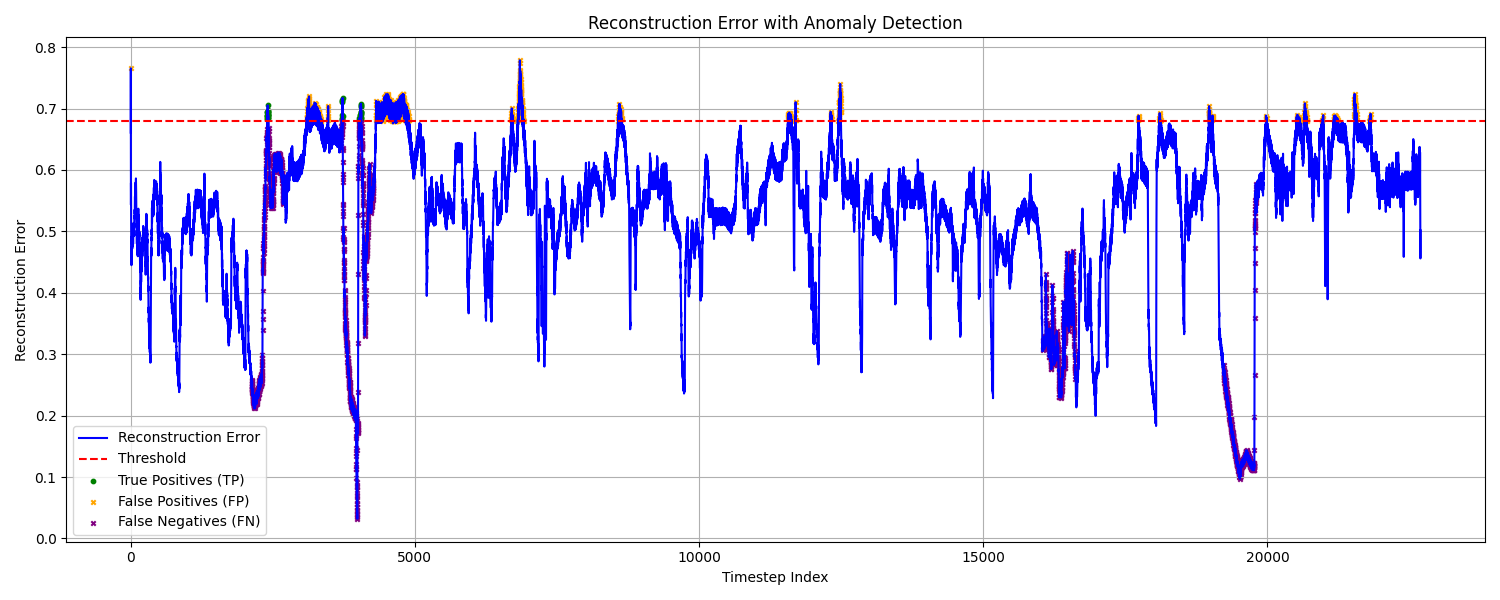 Reconstruction Error with Anomaly Detection
Reconstruction Error
0.8
0.7
0.6
0.5
0.4
0.3
0.2
0.1
0.0
Reconstruction Error
Threshold
True Positives (TP)
False Positives (FP)
False Negatives (FN)
0
5000
10000
15000
20000
Timestep Index